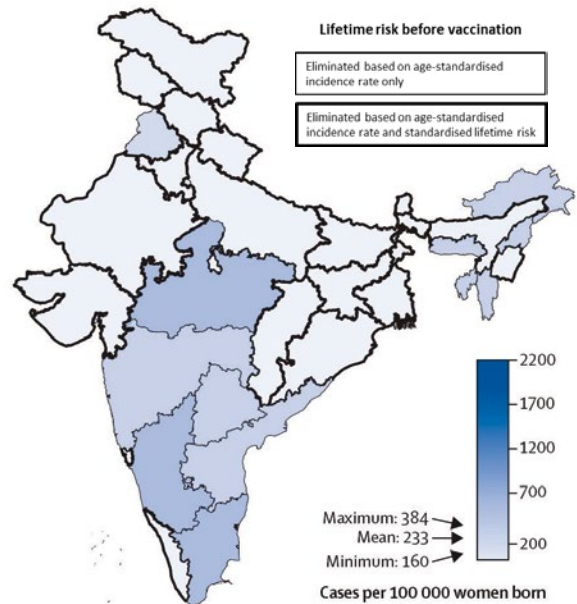 Lifetime risk before vaccination
Eliminated based on age-standardised
incidence rate only
Eliminated based on age-standardised
incidence rate and standardised lifetime risk
2200
1700
1200
700
200
Maximum: 384
Mean: 233
Minimum: 160
Cases per 100 000 women born